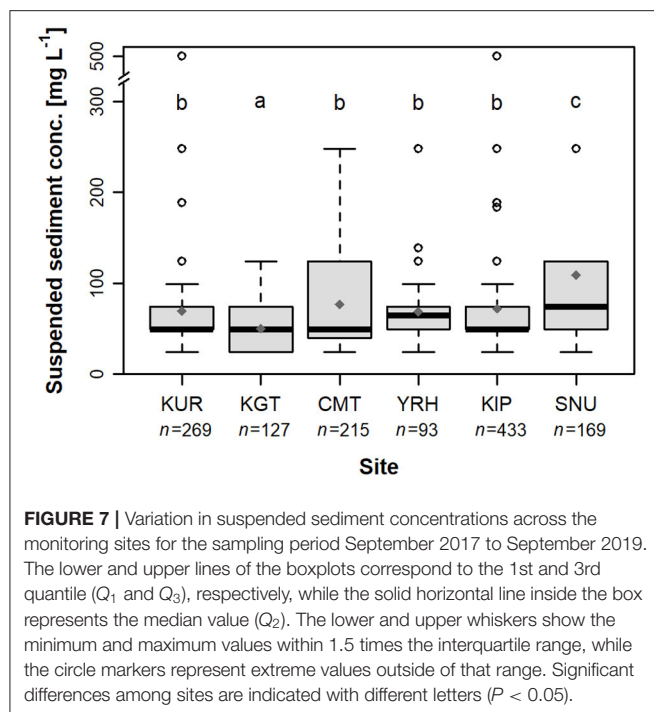 Suspended sediment conc. [mg L⁻¹]
500
300
200
100
0
b a b b b c
KUR KGT CMT YRH KIP SNU
n=269 n=127 n=215 n=93 n=433 n=169
Site
FIGURE 7 | Variation in suspended sediment concentrations across the
monitoring sites for the sampling period September 2017 to September 2019.
The lower and upper lines of the boxplots correspond to the 1st and 3rd
quantile (Q₁ and Q₃), respectively, while the solid horizontal line inside the box
represents the median value (Q₂). The lower and upper whiskers show the
minimum and maximum values within 1.5 times the interquartile range, while
the circle markers represent extreme values outside of that range. Significant
differences among sites are indicated with different letters (P < 0.05).